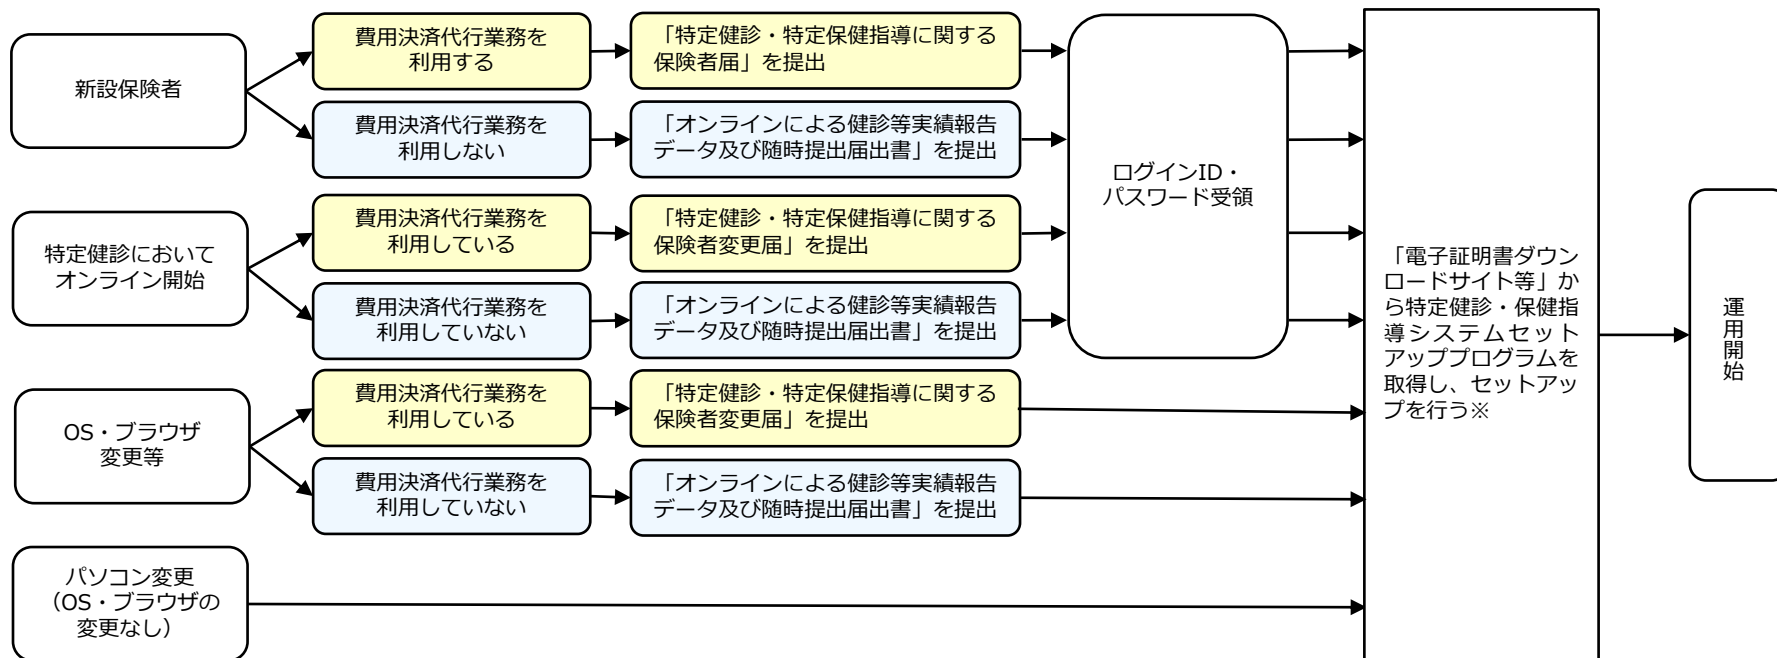 新設保険者
費用決済代行業務を
利用する
「特定健診・特定保健指導に関する
保険者届」を提出
費用決済代行業務を
利用しない
「オンラインによる健診等実績報告
データ及び随時提出届出書」を提出
特定健診において
オンライン開始
費用決済代行業務を
利用している
「特定健診・特定保健指導に関する
保険者変更届」を提出
費用決済代行業務を
利用していない
「オンラインによる健診等実績報告
データ及び随時提出届出書」を提出
ログインID・
パスワード受領
OS・ブラウザ
変更等
費用決済代行業務を
利用している
「特定健診・特定保健指導に関する
保険者変更届」を提出
費用決済代行業務を
利用していない
「オンラインによる健診等実績報告
データ及び随時提出届出書」を提出
パソコン変更
（OS・ブラウザの
変更なし）
「電子証明書ダウン
ロードサイト等」か
ら特定健診・保健指
導システムセット
アッププログラムを
取得し、セットアッ
プを行う※
運用開始